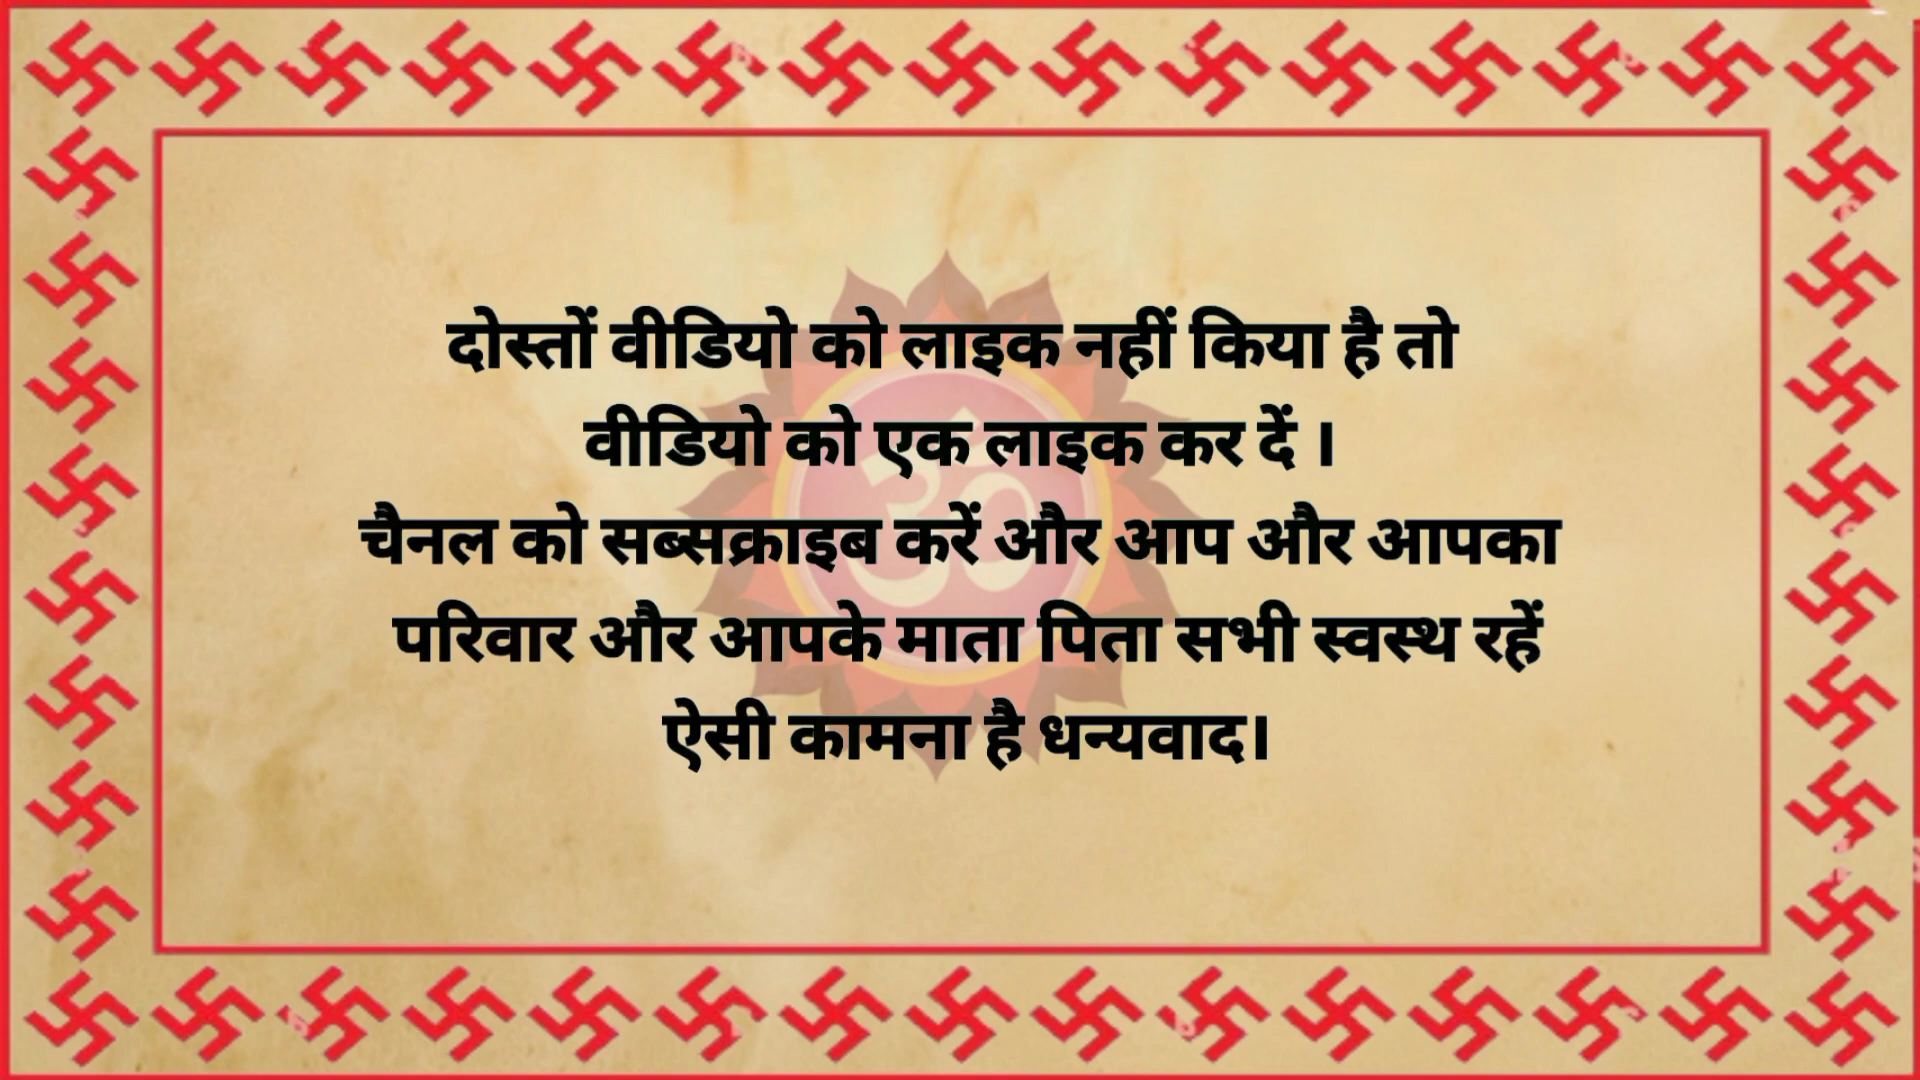 दोस्तों वीडियो को लाइक नहीं किया है तो
वीडियो को एक लाइक कर दें ।
चैनल को सब्सक्राइब करें और आप और आपका
परिवार और आपके माता पिता सभी स्वस्थ रहें
ऐसी कामना है धन्यवाद।
ॐ